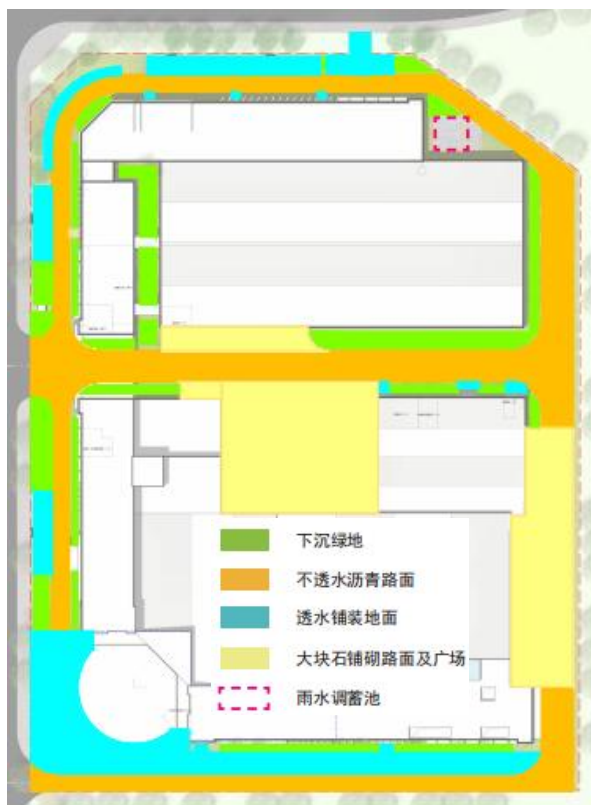 下沉绿地
不透水沥青路面
透水铺装地面
大块石铺砌路面及广场
雨水调蓄池